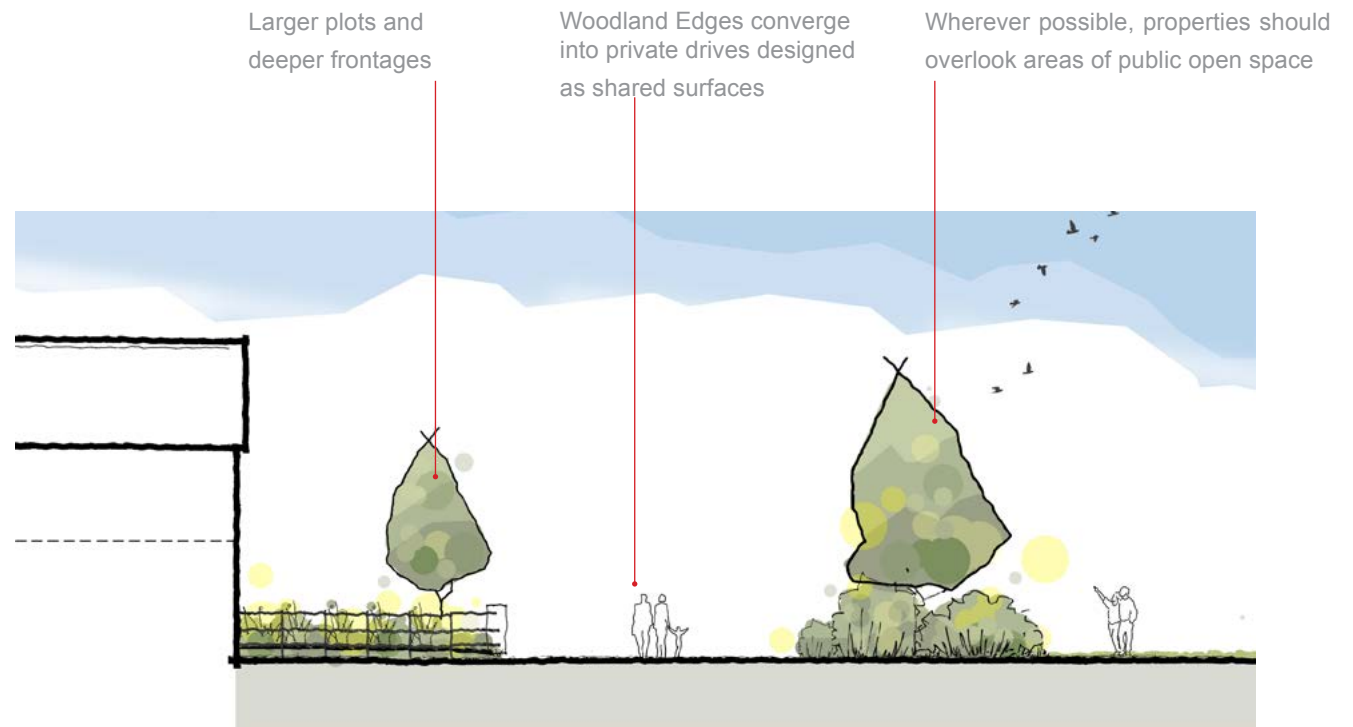 Larger plots and
deeper frontages
Woodland Edges converge
into private drives designed
as shared surfaces
Wherever possible, properties should
overlook areas of public open space